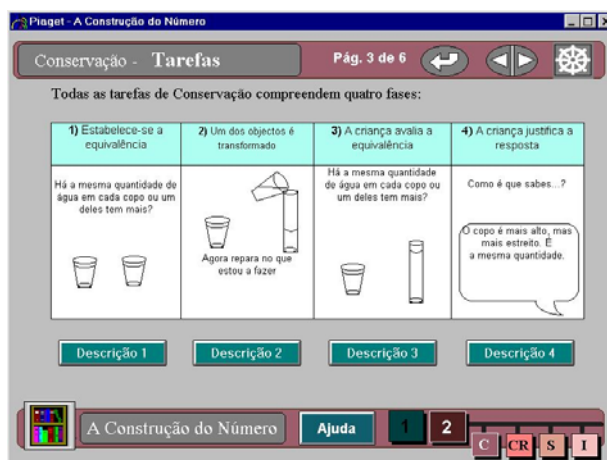 Piaget - A Construção do Número
Conservação - Tarefas
Pág. 3 de 6
Todas as tarefas de Conservação compreendem quatro fases:
1) Estabelece-se a
equivalência
2) Um dos objectos é
transformado
3) A criança avalia a
equivalência
4) A criança justifica a
resposta
Há a mesma quantidade de
água em cada copo ou um
deles tem mais?
Agora repara no que
estou a fazer
Há a mesma quantidade
de água em cada copo ou
um deles tem mais?
Como é que sabes...?
O copo é mais alto, mas
mais estreito. É
a mesma quantidade.
Descrição 1
Descrição 2
Descrição 3
Descrição 4
A Construção do Número
Ajuda
1
2
C
CR
S
I